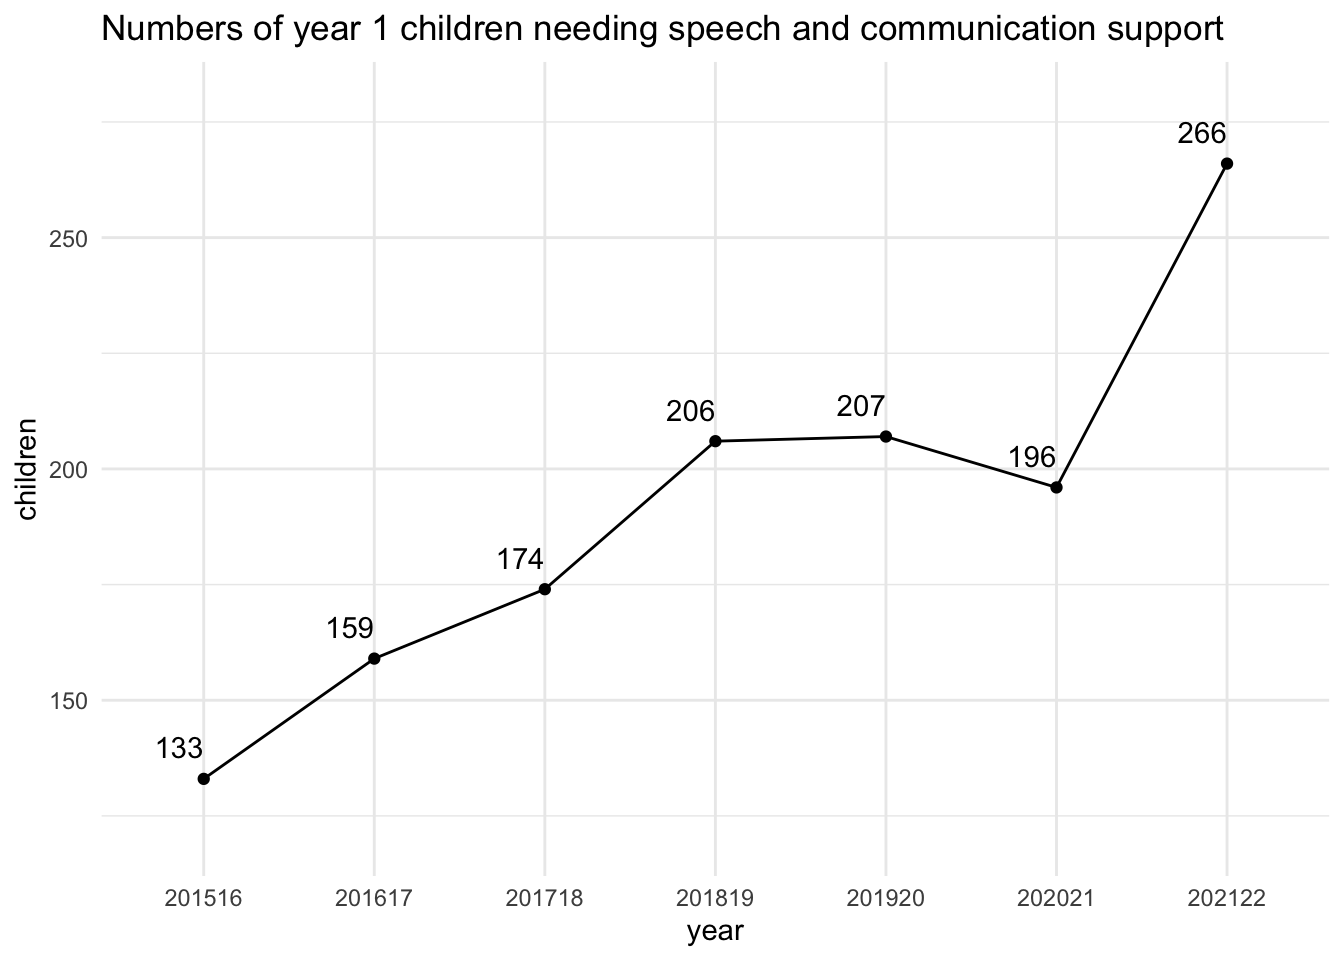 Numbers of year 1 children needing speech and communication support
266
250
206
207
196
200
174
159
150
133
children
201516 201617 201718 201819 201920 202021 202122
year